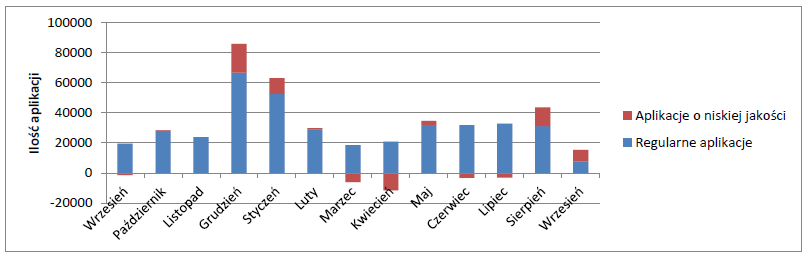 100000
80000
60000
40000
20000
0
-20000
Ilość aplikacji
Wrzesień
Październik
Listopad
Grudzień
Styczeń
Luty
Marzec
Kwiecień
Maj
Czerwiec
Lipiec
Sierpień
Wrzesień
Aplikacje o niskiej jakości
Regularne aplikacje